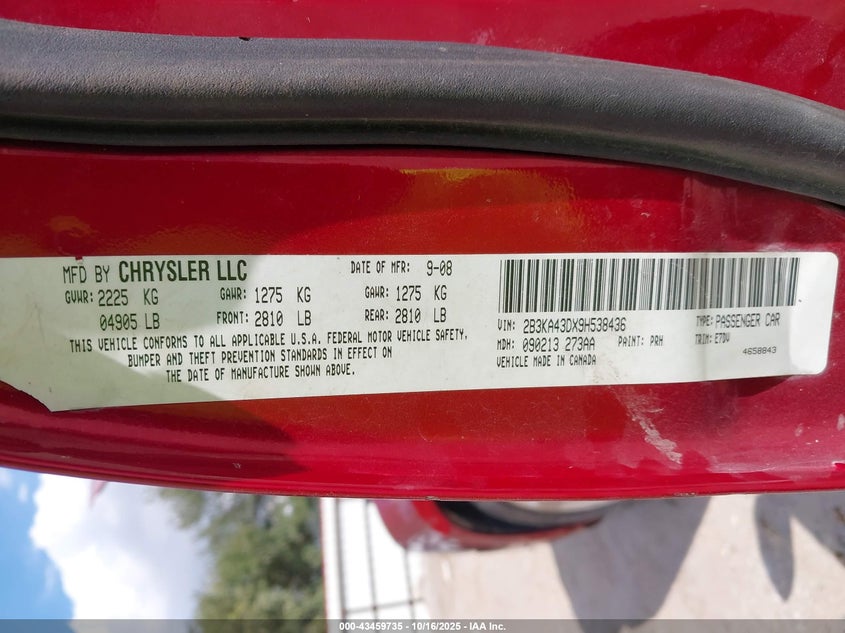 MFD BY CHRYSLER LLC DATE OF MFR: 9-08
GVWR: 2225 KG GAWR: 1275 KG GAWR: 1275 KG
04905 LB FRONT: 2810 LB REAR: 2810 LB
THIS VEHICLE CONFORMS TO ALL APPLICABLE U.S.A. FEDERAL MOTOR VEHICLE SAFETY,
BUMPER AND THEFT PREVENTION STANDARDS IN EFFECT ON
THE DATE OF MANUFACTURE SHOWN ABOVE.
VIN: 2B3KA43DX9H538436 TYPE: PASSENGER CAR
MDH: 090213 273AA PAINT: PRH TRIM: E7DV
VEHICLE MADE IN CANADA 4658843
000-43459735 - 10/16/2025 - IAA Inc.